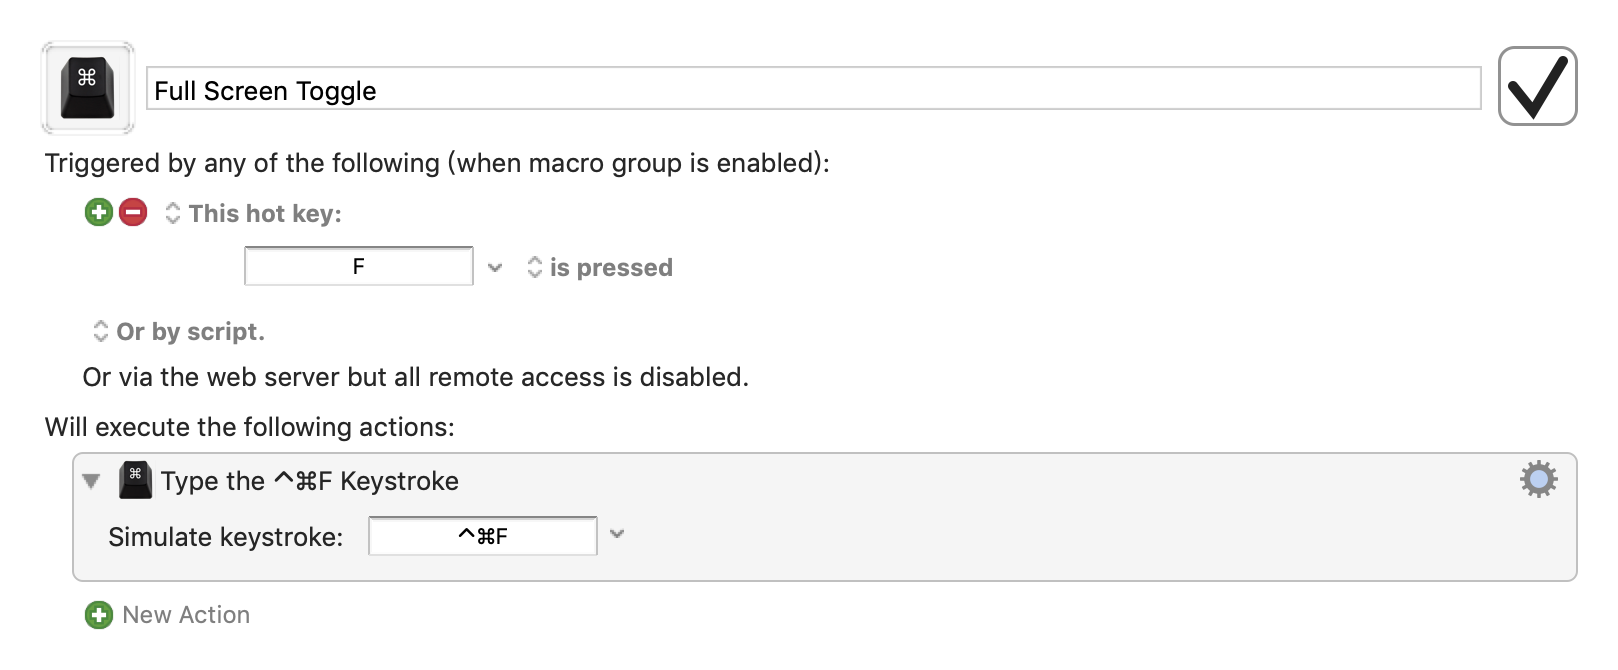 ⌘
Full Screen Toggle
Triggered by any of the following (when macro group is enabled):
This hot key:
F is pressed
Or by script.
Or via the web server but all remote access is disabled.
Will execute the following actions:
⌘ Type the ^⌘F Keystroke
Simulate keystroke: ^⌘F
New Action